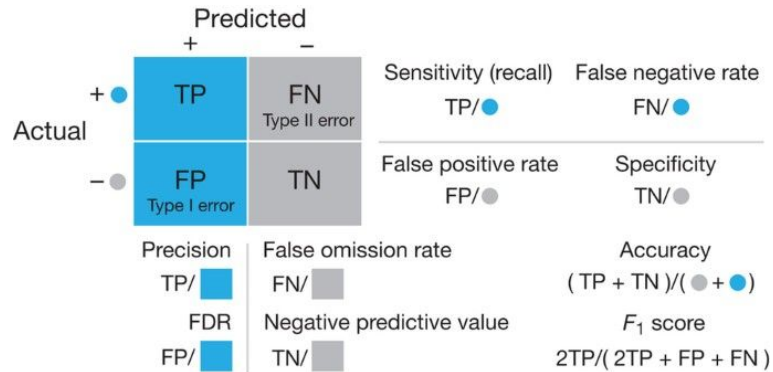 Predicted
+ −
+ TP FN
Type II error
Actual
− FP TN
Type I error
Sensitivity (recall) False negative rate
TP/ FN/
False positive rate Specificity
FP/ TN/
Precision False omission rate Accuracy
TP/ FN/ ( TP + TN )/( + )
FDR Negative predictive value F1 score
FP/ TN/ 2TP/( 2TP + FP + FN )